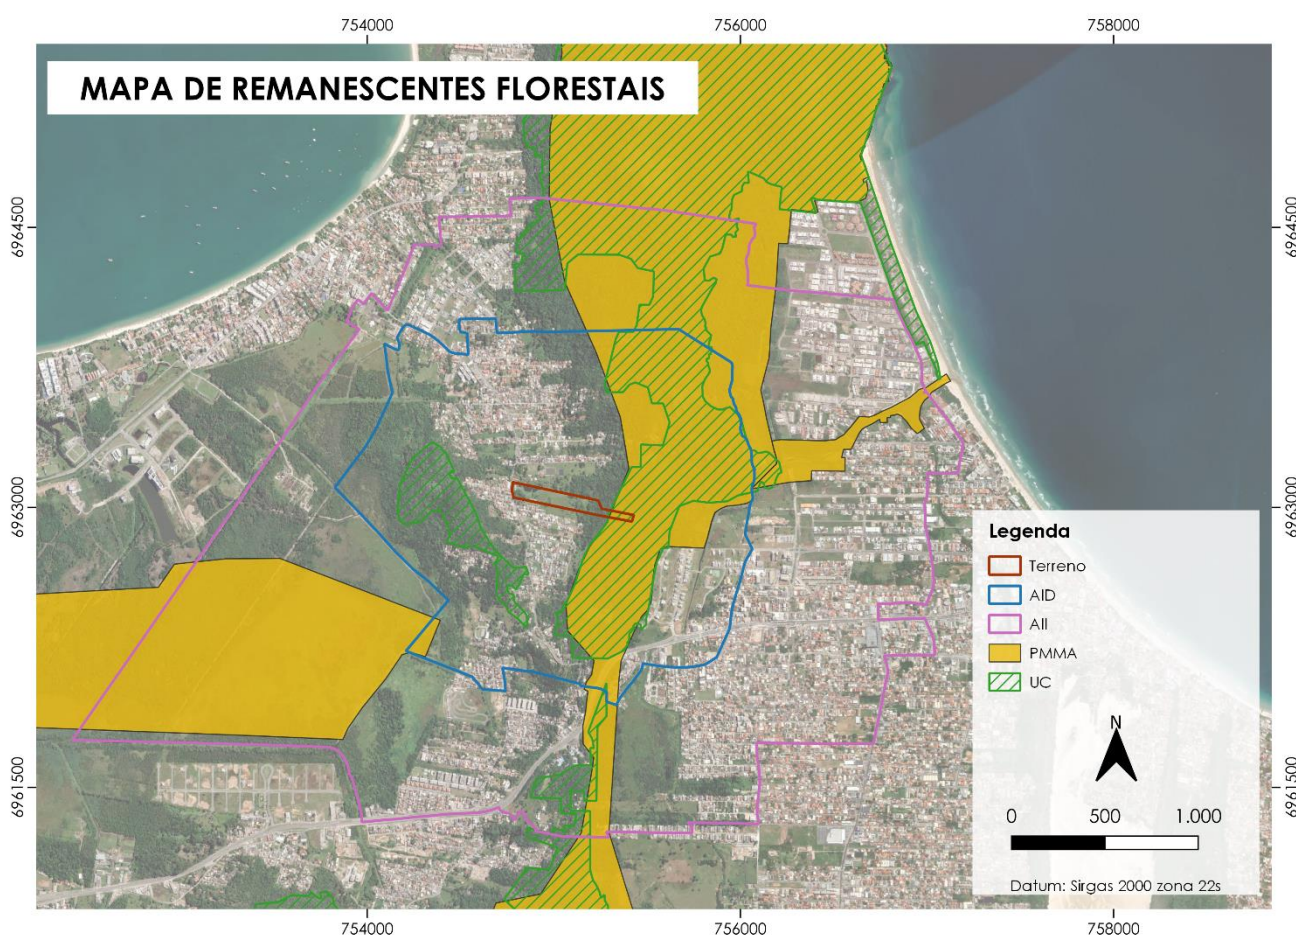 754000 756000 758000
MAPA DE REMANESCENTES FLORESTAIS
6964500 6964500
6963000 6963000
Legenda
Terreno
AID
AII
PMMA
UC
N
6961500 6961500
0 500 1.000
Datum: Sirgas 2000 zona 22s
754000 756000 758000